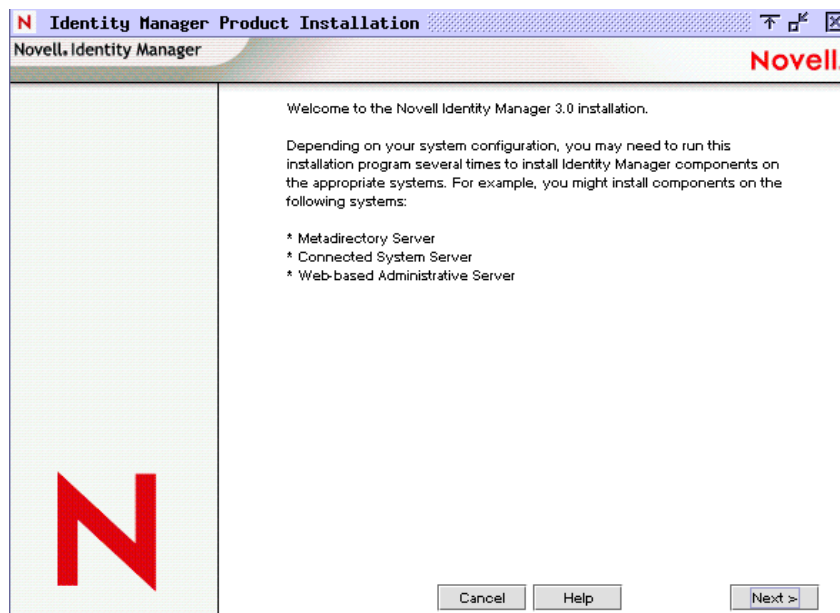 N Identity Manager Product Installation
Novell. Identity Manager
Novell.
Welcome to the Novell Identity Manager 3.0 installation.
Depending on your system configuration, you may need to run this
installation program several times to install Identity Manager components on
the appropriate systems. For example, you might install components on the
following systems:
* Metadirectory Server
* Connected System Server
* Web-based Administrative Server
N
Cancel
Help
Next >